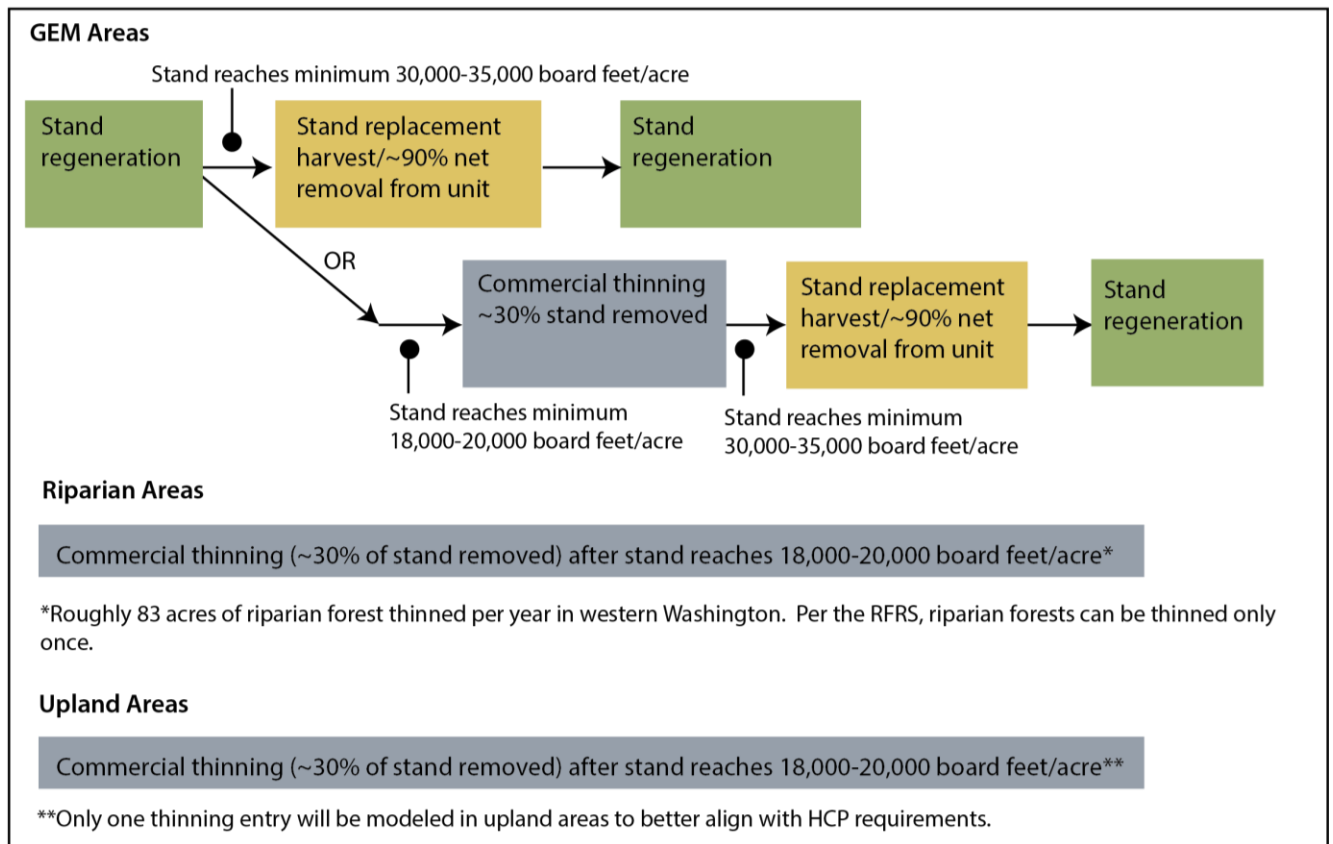 GEM Areas
Stand reaches minimum 30,000-35,000 board feet/acre
Stand
regeneration
Stand replacement
harvest/~90% net
removal from unit
Stand
regeneration
OR
Commercial thinning
~30% stand removed
Stand replacement
harvest/~90% net
removal from unit
Stand
regeneration
Stand reaches minimum
18,000-20,000 board feet/acre
Stand reaches minimum
30,000-35,000 board feet/acre
Riparian Areas
Commercial thinning (~30% of stand removed) after stand reaches 18,000-20,000 board feet/acre*
*Roughly 83 acres of riparian forest thinned per year in western Washington.  Per the RFRS, riparian forests can be thinned only
once.
Upland Areas
Commercial thinning (~30% of stand removed) after stand reaches 18,000-20,000 board feet/acre**
**Only one thinning entry will be modeled in upland areas to better align with HCP requirements.